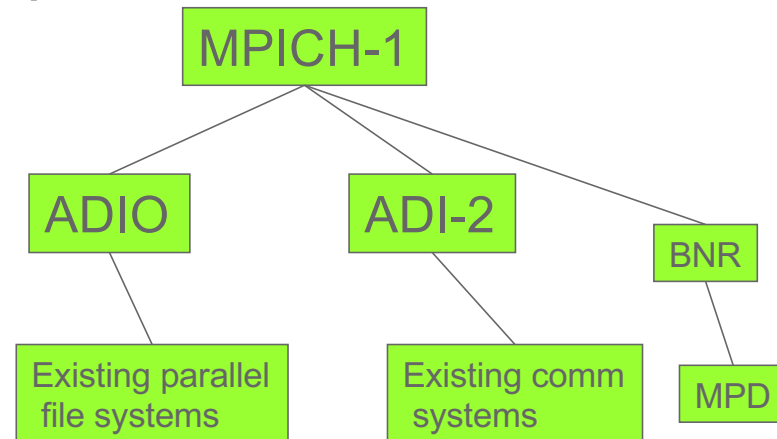 MPICH-1
ADIO
ADI-2
BNR
Existing parallel
file systems
Existing comm
systems
MPD